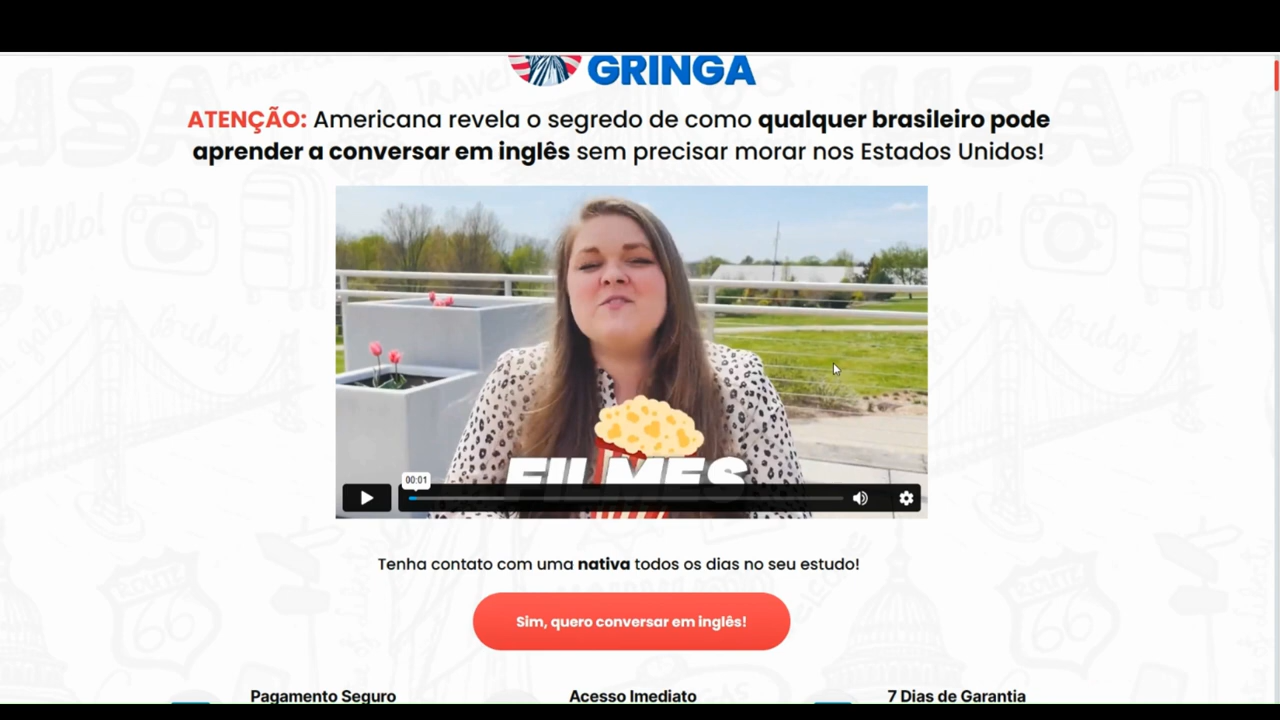 GRINGA
ATENÇÃO: Americana revela o segredo de como qualquer brasileiro pode
aprender a conversar em inglês sem precisar morar nos Estados Unidos!
FILMES
00:01
Tenha contato com uma nativa todos os dias no seu estudo!
Sim, quero conversar em inglês!
Pagamento Seguro
Acesso Imediato
7 Dias de Garantia